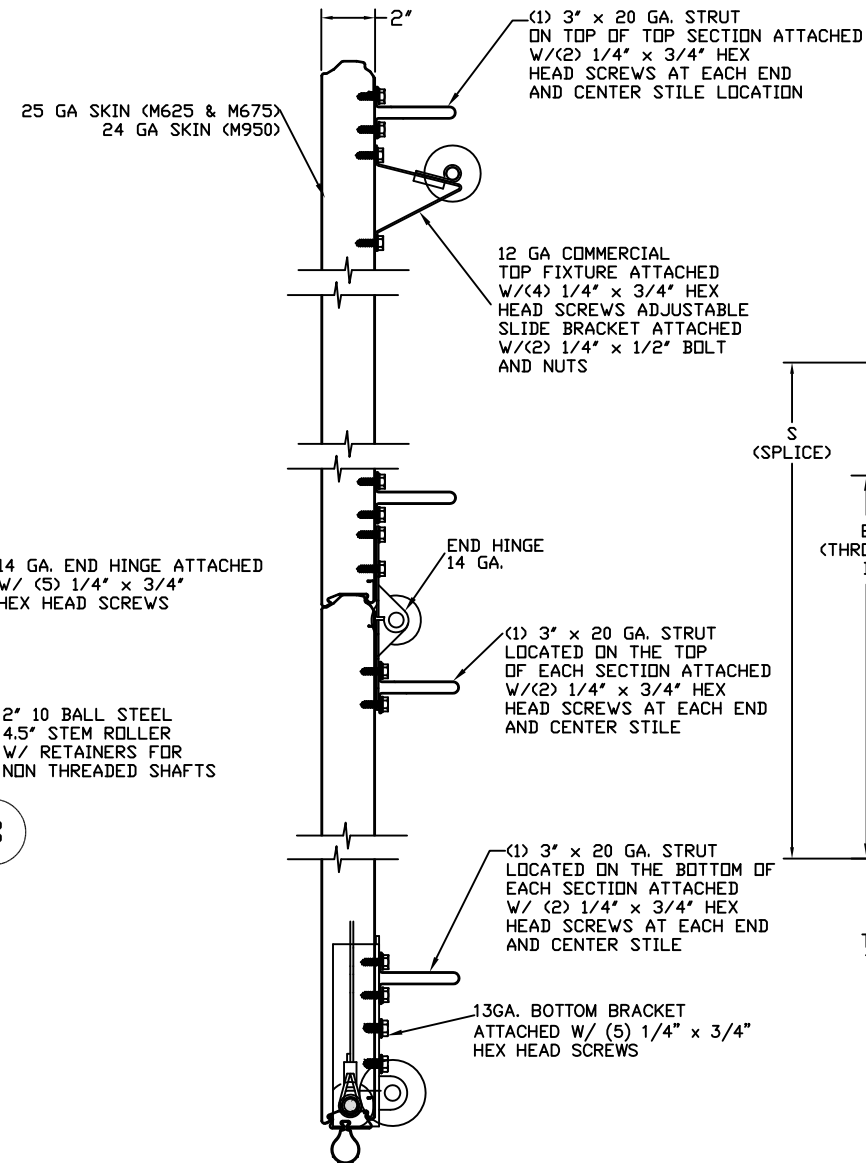 2"
(1) 3" x 20 GA. STRUT
ON TOP OF TOP SECTION ATTACHED
W/(2) 1/4" x 3/4" HEX
HEAD SCREWS AT EACH END
AND CENTER STILE LOCATION
25 GA SKIN (M625 & M675)
24 GA SKIN (M950)
12 GA COMMERCIAL
TOP FIXTURE ATTACHED
W/(4) 1/4" x 3/4" HEX
HEAD SCREWS ADJUSTABLE
SLIDE BRACKET ATTACHED
W/(2) 1/4" x 1/2" BOLT
AND NUTS
S
(SPLICE)
END HINGE
14 GA.
14 GA. END HINGE ATTACHED
W/ (5) 1/4" x 3/4"
HEX HEAD SCREWS
(1) 3" x 20 GA. STRUT
LOCATED ON THE TOP
OF EACH SECTION ATTACHED
W/(2) 1/4" x 3/4" HEX
HEAD SCREWS AT EACH END
AND CENTER STILE
2" 10 BALL STEEL
4.5" STEM ROLLER
W/ RETAINERS FOR
NON THREADED SHAFTS
(1) 3" x 20 GA. STRUT
LOCATED ON THE BOTTOM OF
EACH SECTION ATTACHED
W/ (2) 1/4" x 3/4" HEX
HEAD SCREWS AT EACH END
AND CENTER STILE
13GA. BOTTOM BRACKET
ATTACHED W/ (5) 1/4" x 3/4"
HEX HEAD SCREWS